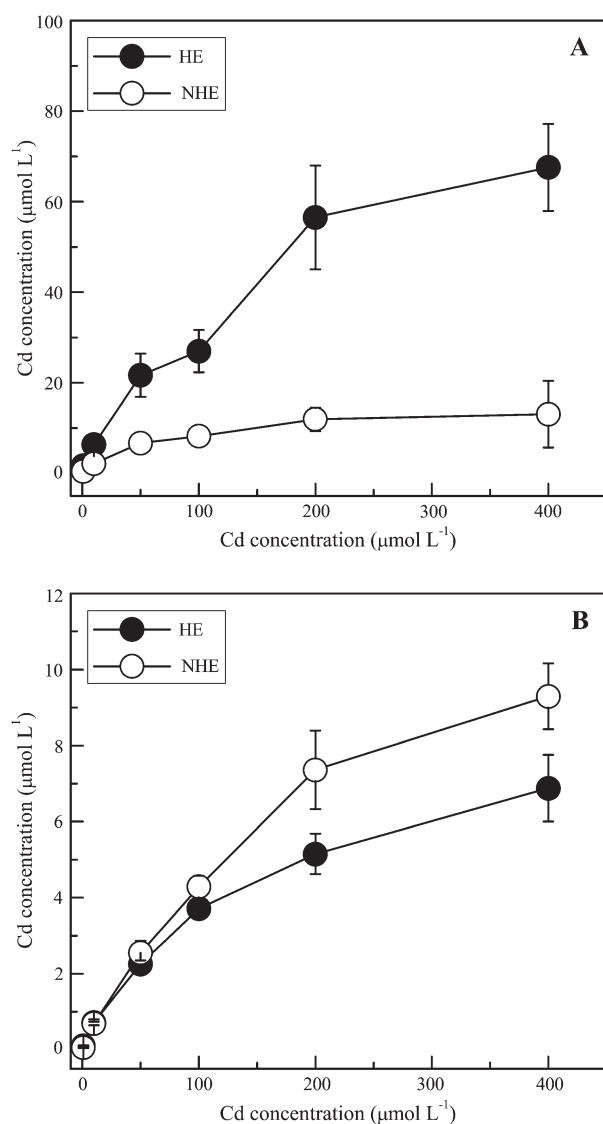 100
80
60
40
20
0
Cd concentration (μmol L¹)
HE
NHE
A
0 100 200 300 400
Cd concentration (μmol L⁻¹)
12
10
8
6
4
2
0
Cd concentration (μmol L¹)
HE
NHE
B
0 100 200 300 400
Cd concentration (μmol L⁻¹)